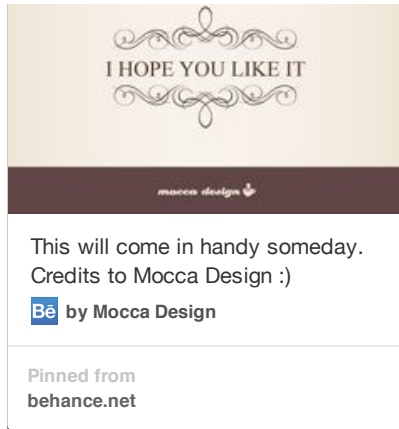 I HOPE YOU LIKE IT
mocca design
This will come in handy someday.
Credits to Mocca Design :)
Bē by Mocca Design
Pinned from
behance.net